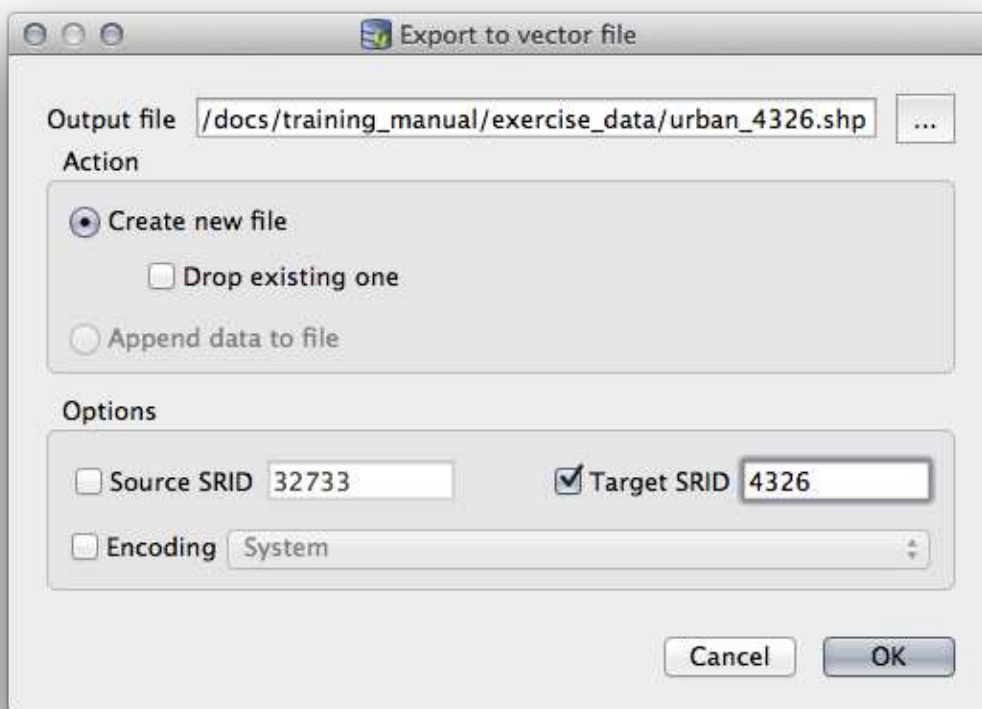 Export to vector file
Output file /docs/training_manual/exercise_data/urban_4326.shp ...
Action
Create new file
Drop existing one
Append data to file
Options
Source SRID 32733 Target SRID 4326
Encoding System
Cancel OK